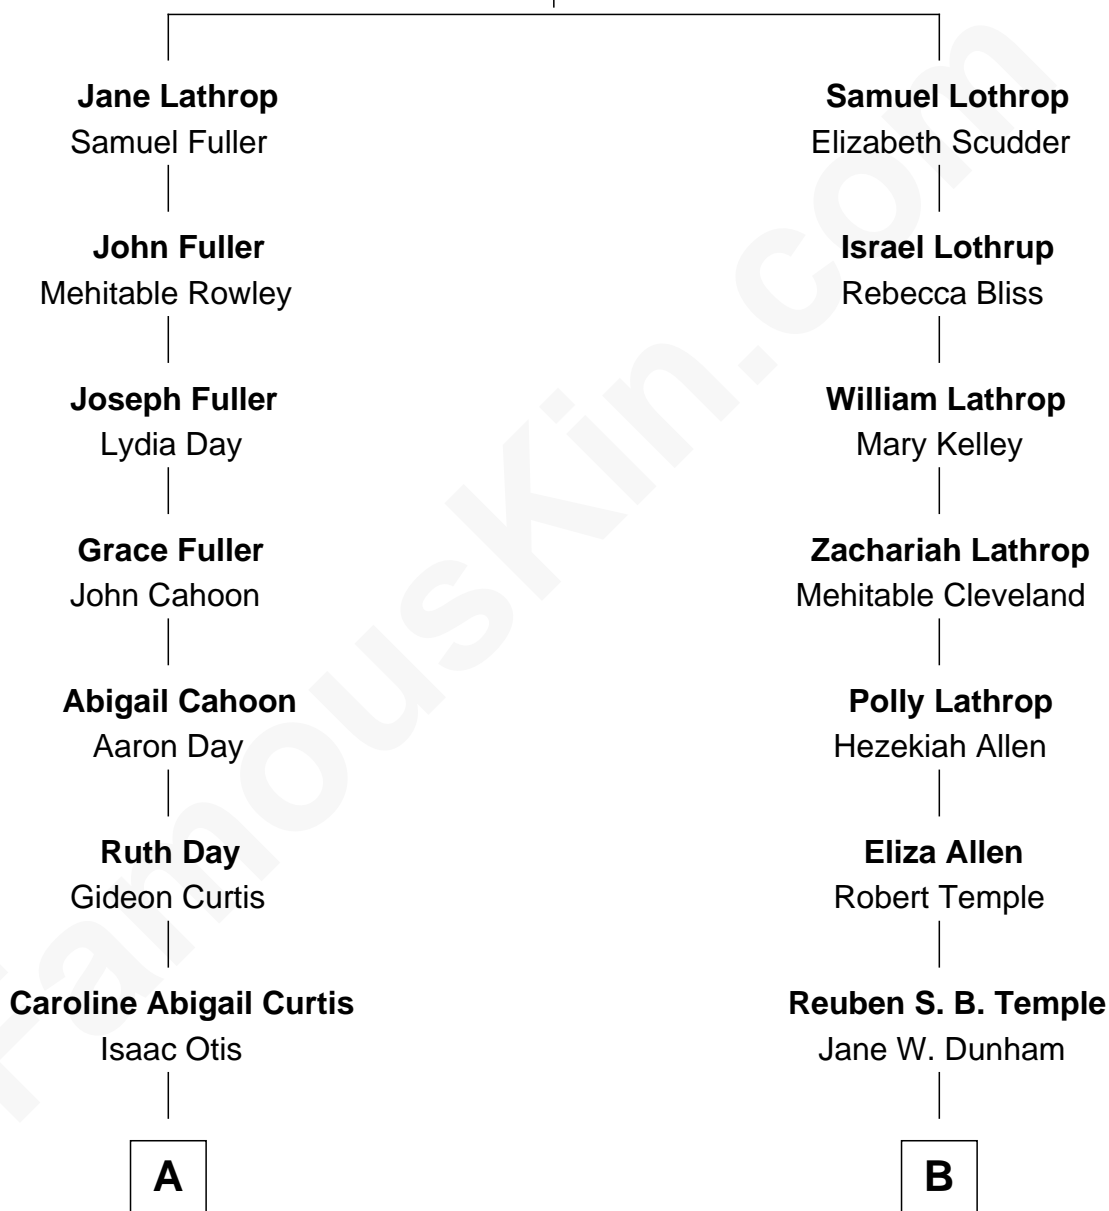 Jane Lathrop
Samuel Fuller
John Fuller
Mehitable Rowley
Joseph Fuller
Lydia Day
Grace Fuller
John Cahoon
Abigail Cahoon
Aaron Day
Ruth Day
Gideon Curtis
Caroline Abigail Curtis
Isaac Otis
A
Samuel Lothrop
Elizabeth Scudder
Israel Lothrup
Rebecca Bliss
William Lathrop
Mary Kelley
Zachariah Lathrop
Mehitable Cleveland
Polly Lathrop
Hezekiah Allen
Eliza Allen
Robert Temple
Reuben S. B. Temple
Jane W. Dunham
B
FamousKin.com